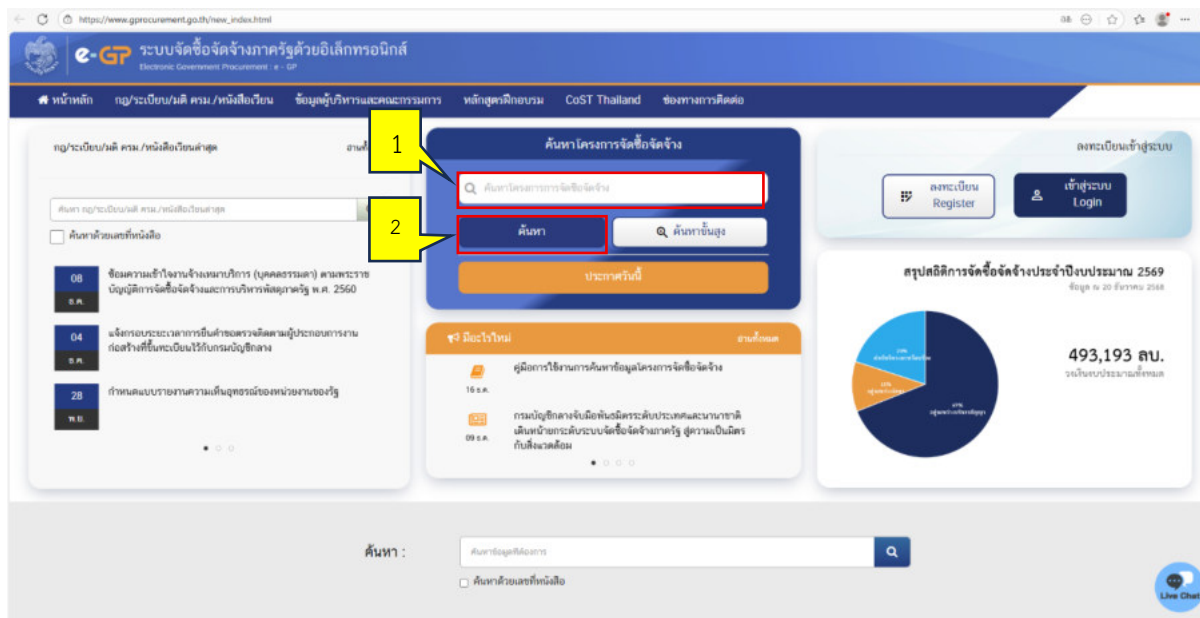 https://www.gprocurement.go.th/new_index.html
e-GP ระบบจัดซื้อจัดจ้างภาครัฐด้วยอิเล็กทรอนิกส์
Electronic Government Procurement : e - GP
หน้าหลัก กฎ/ระเบียบ/มติ ครม./หนังสือเวียน ข้อมูลผู้บริหารและคณะกรรมการ หลักสูตรฝึกอบรม CoST Thailand ช่องทางการติดต่อ
กฎ/ระเบียบ/มติ ครม./หนังสือเวียนล่าสุด
ค้นหา กฎ/ระเบียบ/มติ ครม./หนังสือเวียนล่าสุด
ค้นหาด้วยเลขที่หนังสือ
08 ธ.ค.
ซ้อมความเข้าใจงานจ้างเหมาบริการ (บุคคลธรรมดา) ตามพระราช
บัญญัติการจัดซื้อจัดจ้างและการบริหารพัสดุภาครัฐ พ.ศ. 2560
04 ธ.ค.
แจ้งกรอบระยะเวลาการยื่นคำขอตรวจติดตามผู้ประกอบการงาน
ก่อสร้างที่ขึ้นทะเบียนไว้กับกรมบัญชีกลาง
28 พ.ย.
กำหนดแบบรายงานความเห็นอุทธรณ์ของหน่วยงานของรัฐ
1
2
ค้นหาโครงการจัดซื้อจัดจ้าง
ค้นหาโครงการการจัดซื้อจัดจ้าง
ค้นหา
ค้นหาขั้นสูง
ประกาศวันนี้
มีอะไรใหม่
อ่านทั้งหมด
16 ธ.ค.
คู่มือการใช้งานการค้นหาข้อมูลโครงการจัดซื้อจัดจ้าง
09 ธ.ค.
กรมบัญชีกลางจับมือพันธมิตรระดับประเทศและนานาชาติ
เดินหน้ายกระดับระบบจัดซื้อจัดจ้างภาครัฐ สู่ความเป็นมิตร
กับสิ่งแวดล้อม
ลงทะเบียนเข้าสู่ระบบ
ลงทะเบียน
Register
เข้าสู่ระบบ
Login
สรุปสถิติการจัดซื้อจัดจ้างประจำปีงบประมาณ 2569
ข้อมูล ณ 20 ธันวาคม 2568
493,193 ลบ.
วงเงินงบประมาณทั้งหมด
ค้นหา :
ค้นหาข้อมูลที่ต้องการ
ค้นหาด้วยเลขที่หนังสือ
Live Chat